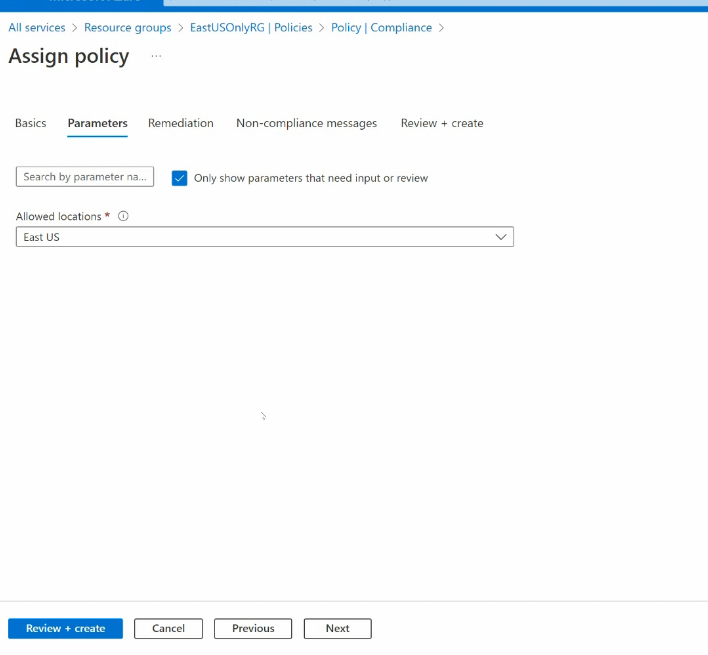 All services > Resource groups > EastUSOnlyRG | Policies > Policy | Compliance >
Assign policy ...
Basics Parameters Remediation Non-compliance messages Review + create
Search by parameter na... Only show parameters that need input or review
Allowed locations *
East US
Review + create Cancel Previous Next